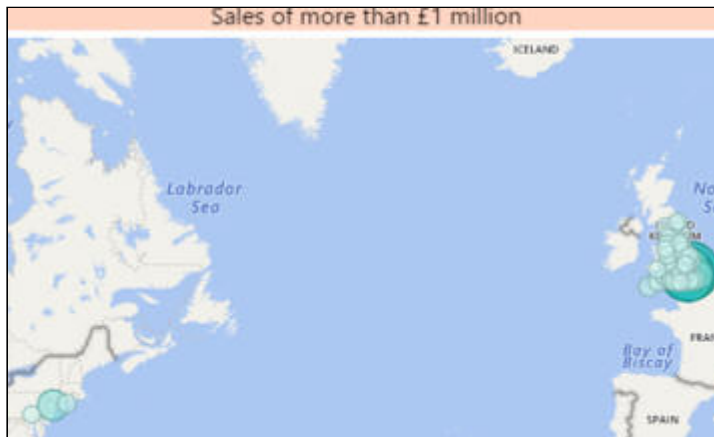 Sales of more than £1 million
ICELAND
Labrador
Sea
Bay of
Biscay
SPAIN